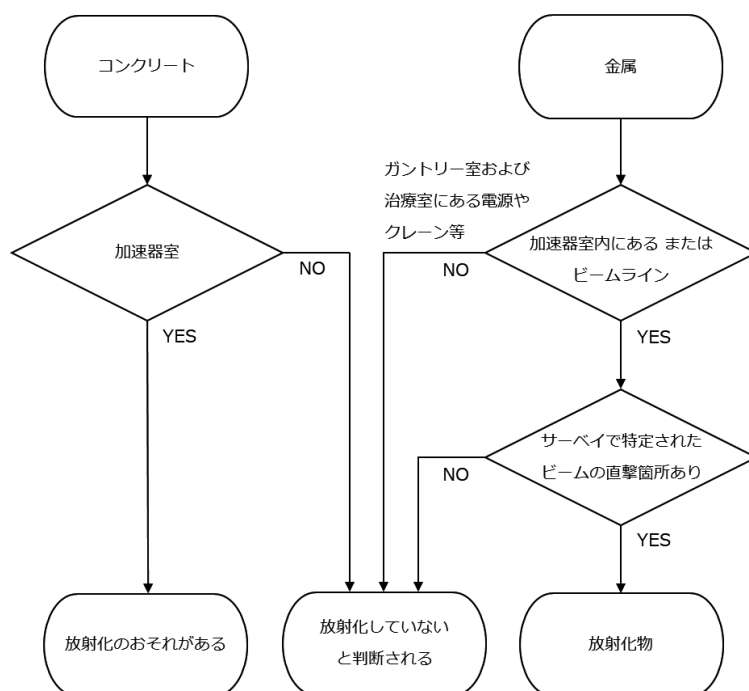 コンクリート
金属
ガントリー室および
治療室にある電源や
クレーン等
加速器室
NO
YES
加速器室内にある または
ビームライン
NO
YES
サーベイで特定された
ビームの直撃箇所あり
NO
YES
放射化のおそれがある
放射化していない
と判断される
放射化物